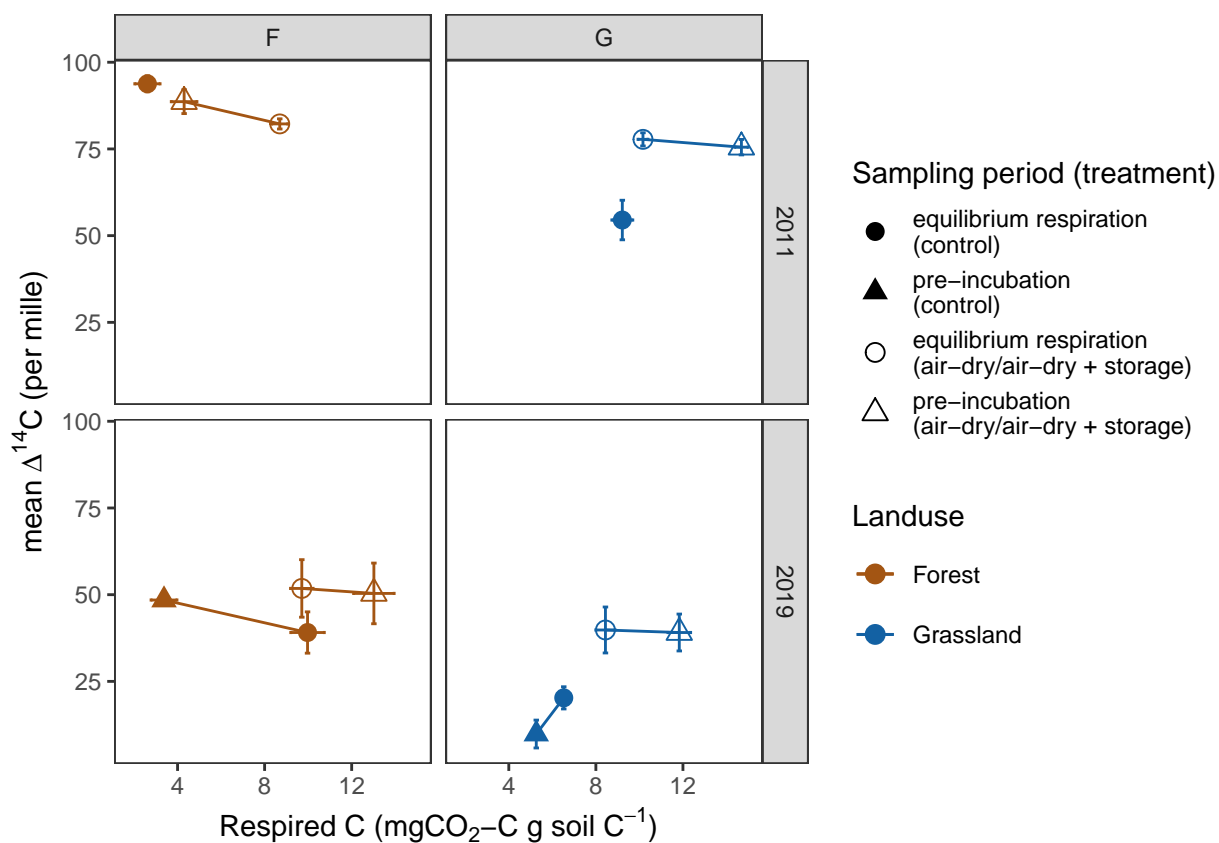 F
G
100
75
50
25
2011
100
75
50
25
2019
4
8
12
4
8
12
mean Δ¹⁴C (per mille)
Respired C (mgCO₂−C g soil C⁻¹)
Sampling period (treatment)
equilibrium respiration
(control)
pre−incubation
(control)
equilibrium respiration
(air−dry/air−dry + storage)
pre−incubation
(air−dry/air−dry + storage)
Landuse
Forest
Grassland